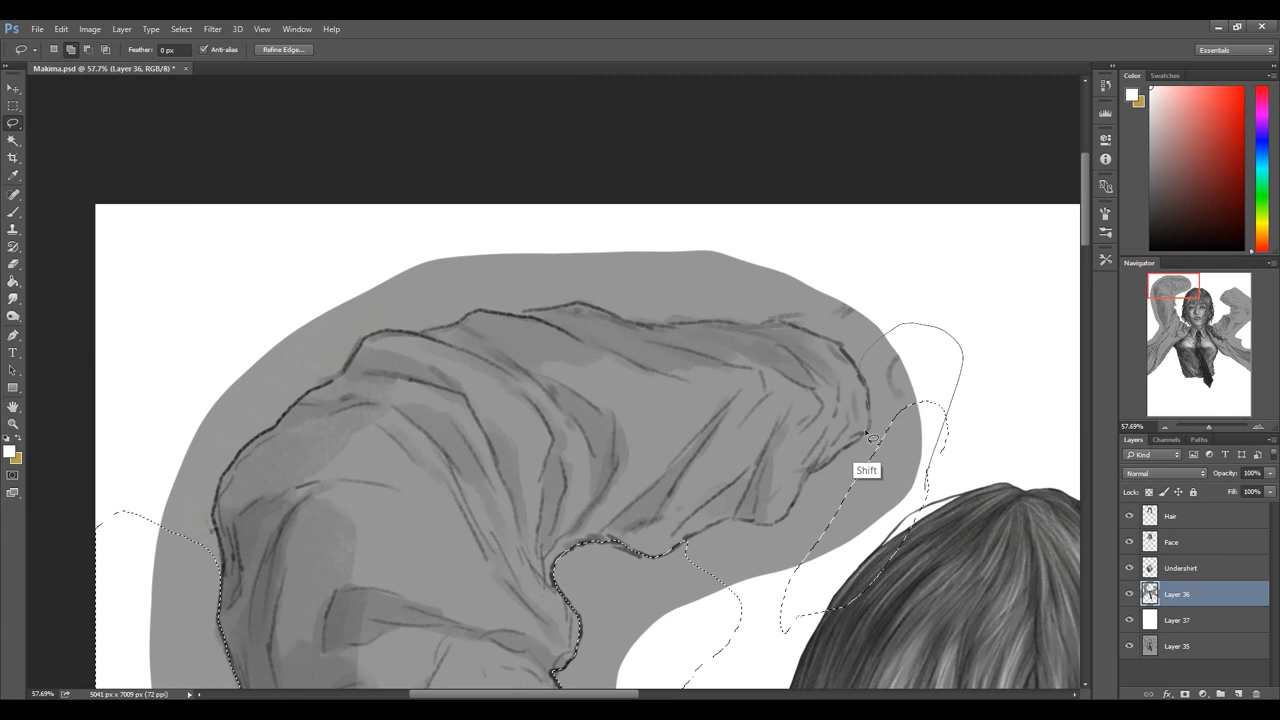 Ps File Edit Image Layer Type Select Filter 3D View Window Help
Feather: 0 px Anti-alias Refine Edge... Essentials
Makima.psd @ 57.7% (Layer 36, RGB/8) * ×
Color Swatches
Navigator
57.69%
Layers Channels Paths
Kind
Normal Opacity: 100%
Lock: Fill: 100%
Hair
Face
Undershirt
Layer 36
Layer 37
Layer 35
Shift
57.69% 5041 px x 7009 px (72 ppi)